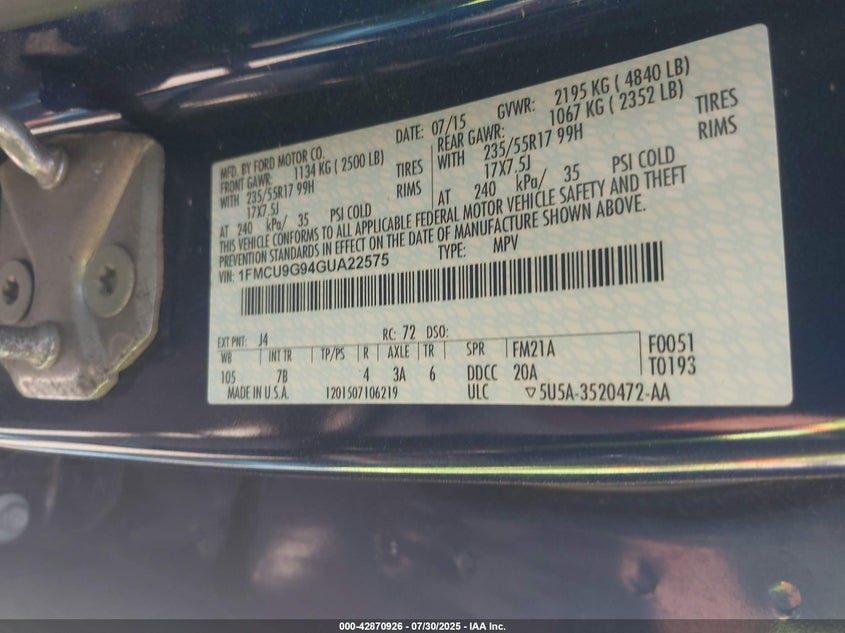 MFD. BY FORD MOTOR CO.
DATE: 07/15 GVWR: 2195 KG ( 4840 LB)
FRONT GAWR: 1134 KG ( 2500 LB)
REAR GAWR: 1067 KG ( 2352 LB)
WITH 235/55R17 99H TIRES
WITH 235/55R17 99H TIRES
17X7.5J RIMS
17X7.5J RIMS
AT 240 kPa/ 35 PSI COLD
AT 240 kPa/ 35 PSI COLD
THIS VEHICLE CONFORMS TO ALL APPLICABLE FEDERAL MOTOR VEHICLE SAFETY AND THEFT
PREVENTION STANDARDS IN EFFECT ON THE DATE OF MANUFACTURE SHOWN ABOVE.
VIN: 1FMCU9G94GUA22575 TYPE: MPV
EXT PNT: J4 RC: 72 DSO:
WB INT TR TP/PS R AXLE TR SPR FM21A F0051
105 7B 4 3A 6 DDCC 20A T0193
MADE IN U.S.A. 1201507106219 ULC ▽5U5A-3520472-AA
000-42870926 - 07/30/2025 - IAA Inc.